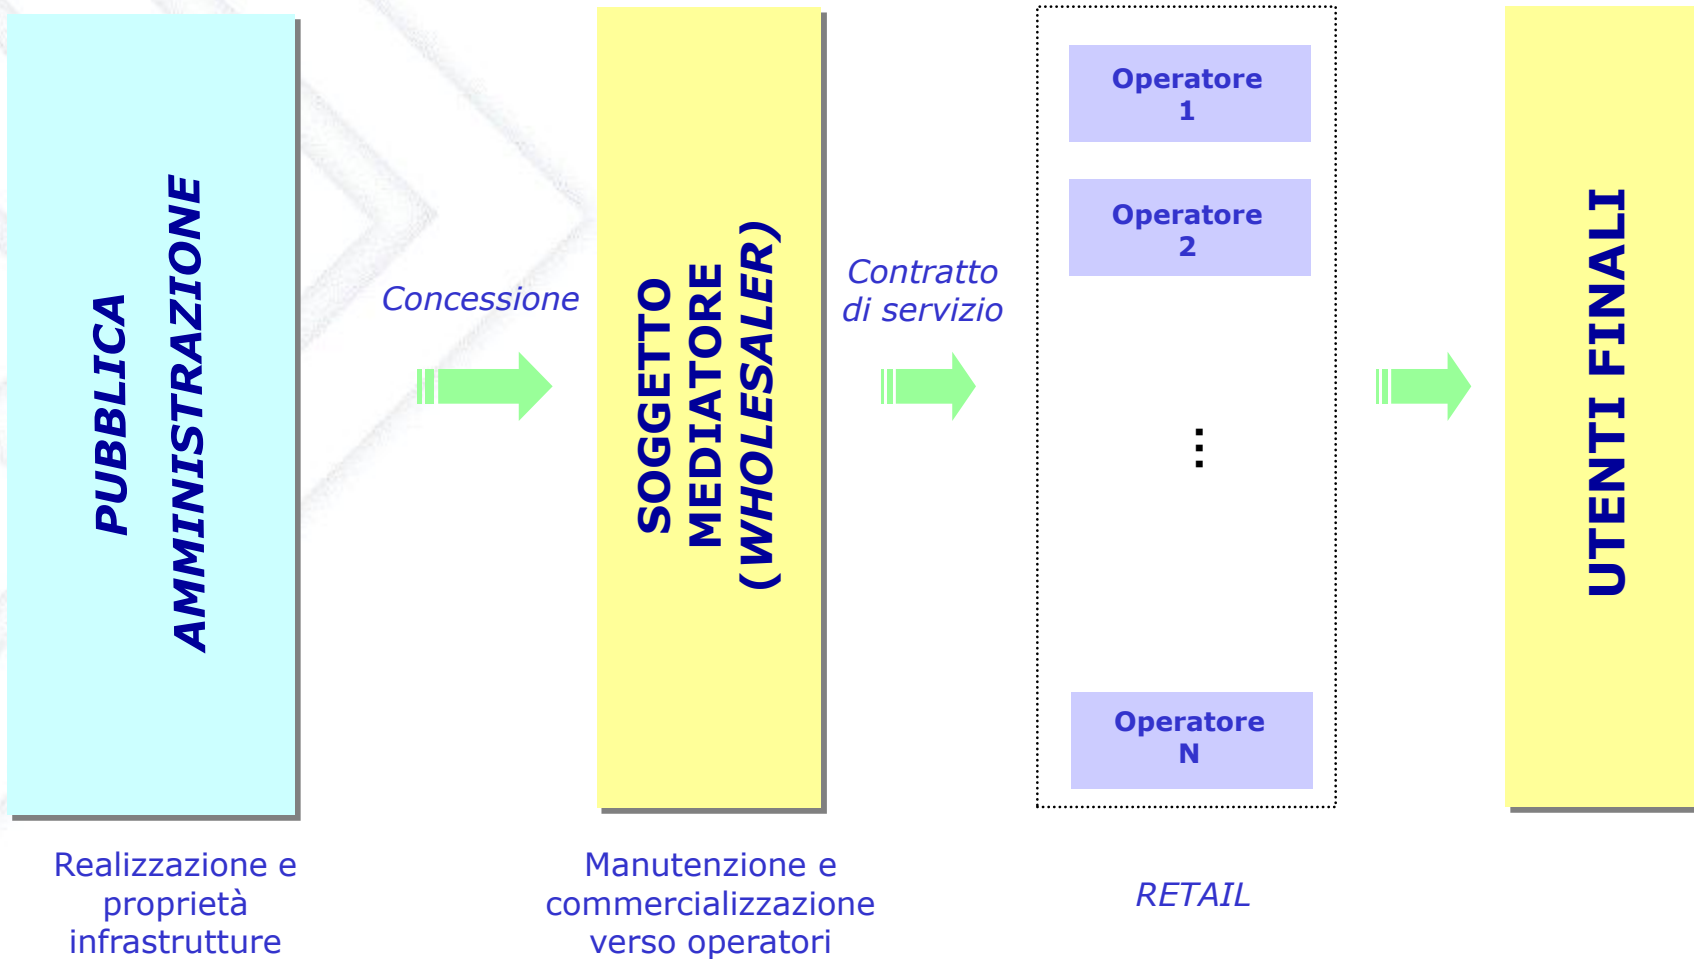 PUBBLICA
AMMINISTRAZIONE
Realizzazione e
proprietà
infrastrutture
Concessione
SOGGETTO
MEDIATORE
(WHOLESALER)
Manutenzione e
commercializzazione
verso operatori
Contratto
di servizio
Operatore
1
Operatore
2
...
Operatore
N
RETAIL
UTENTI FINALI